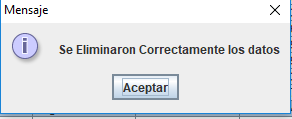 Mensaje
Se Eliminaron Correctamente los datos
Aceptar